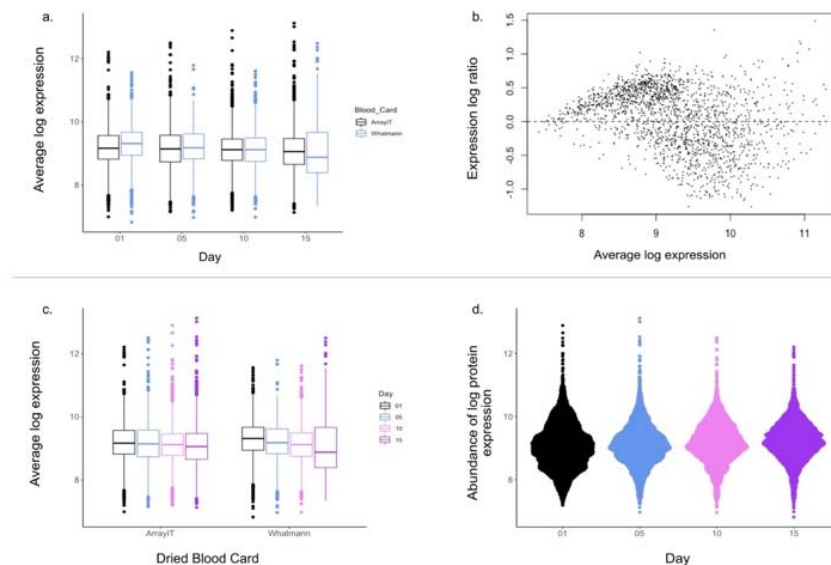 a.
Average log expression
12
10
8
01
05
10
15
Day
Blood_Card
ArrayIT
Whatmann
b.
Expression log ratio
1.5
1.0
0.5
0.0
-1.0
8
9
10
11
Average log expression
c.
Average log expression
12
10
8
ArrayIT
Whatmann
Dried Blood Card
Day
01
05
10
15
d.
Abundance of log protein
expression
12
10
8
01
05
10
15
Day